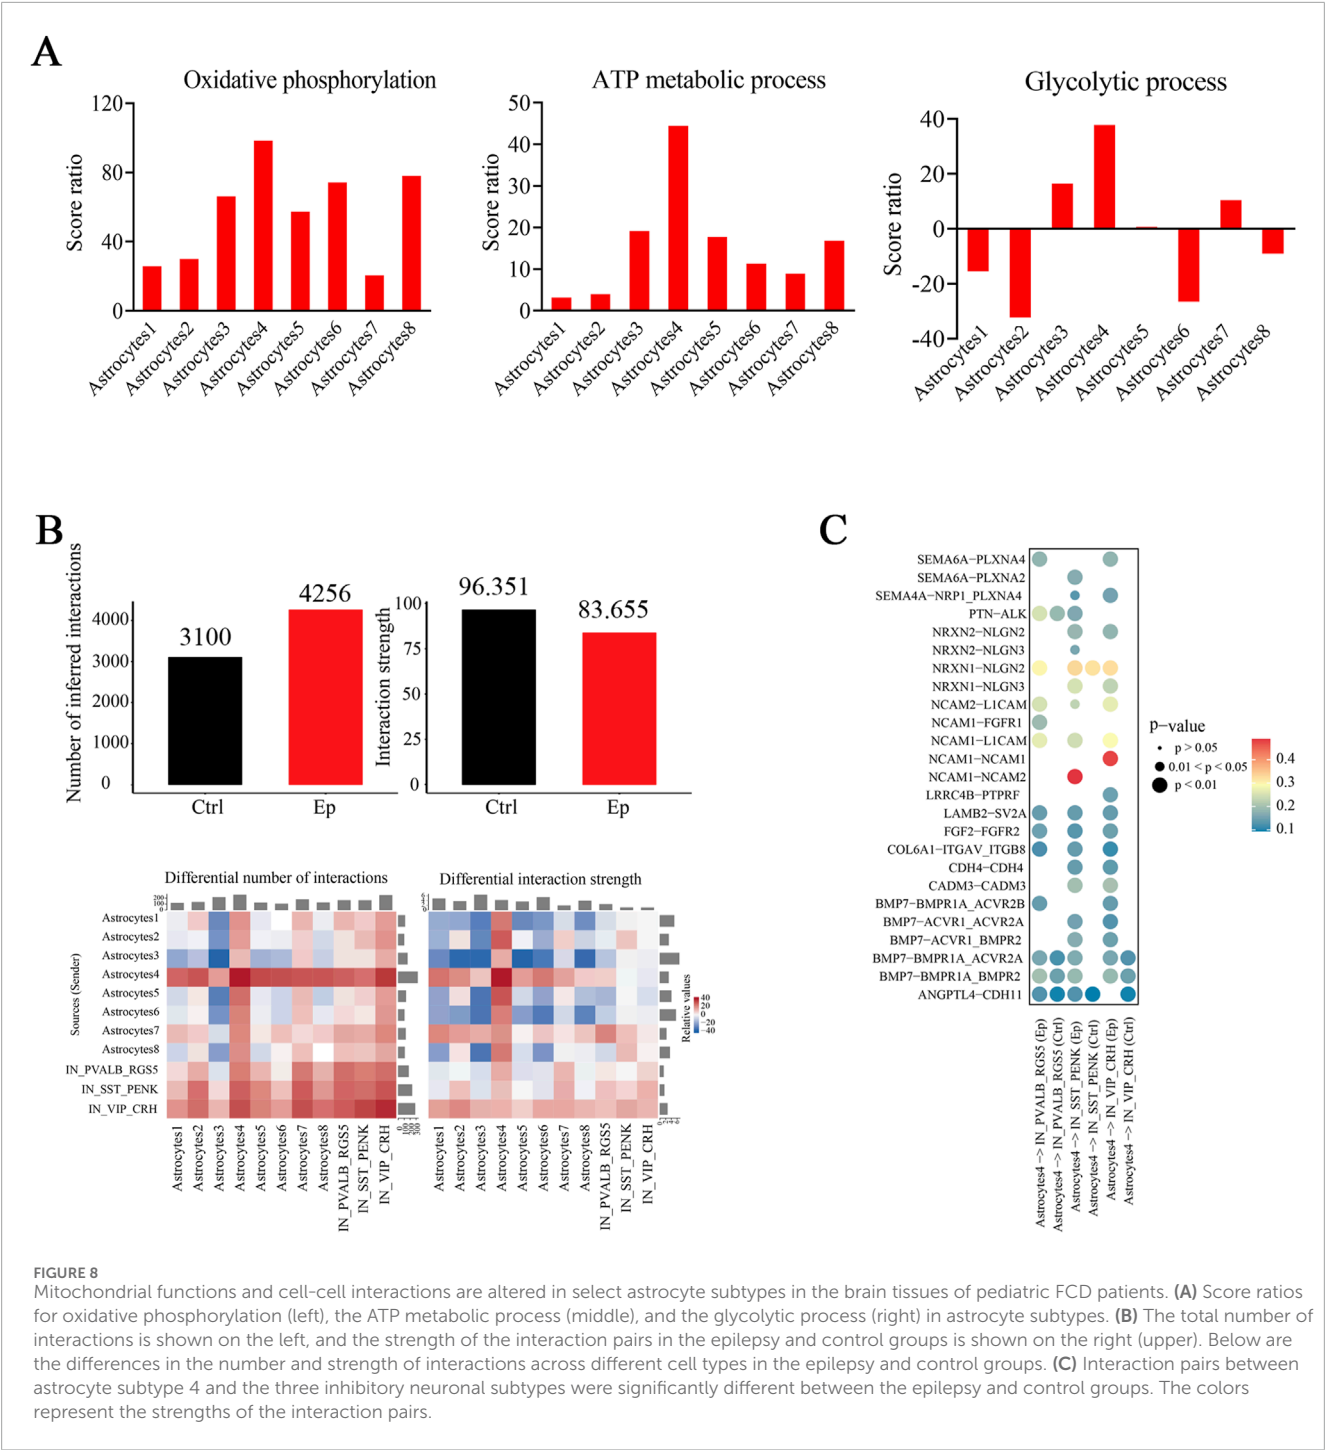 A
Oxidative phosphorylation
Score ratio
120
80
40
0
Astrocytes1
Astrocytes2
Astrocytes3
Astrocytes4
Astrocytes5
Astrocytes6
Astrocytes7
Astrocytes8
ATP metabolic process
Score ratio
50
40
30
20
10
0
Astrocytes1
Astrocytes2
Astrocytes3
Astrocytes4
Astrocytes5
Astrocytes6
Astrocytes7
Astrocytes8
Glycolytic process
Score ratio
40
20
0
-20
-40
Astrocytes1
Astrocytes2
Astrocytes3
Astrocytes4
Astrocytes5
Astrocytes6
Astrocytes7
Astrocytes8
B
Number of inferred interactions
4000
3000
2000
1000
0
3100
4256
Ctrl
Ep
Interaction strength
100
75
50
25
0
96.351
83.655
Ctrl
Ep
Differential number of interactions
200
100
0
Sources (Sender)
Astrocytes1
Astrocytes2
Astrocytes3
Astrocytes4
Astrocytes5
Astrocytes6
Astrocytes7
Astrocytes8
IN_PVALB_RGS5
IN_SST_PENK
IN_VIP_CRH
0
100
200
300
Astrocytes1
Astrocytes2
Astrocytes3
Astrocytes4
Astrocytes5
Astrocytes6
Astrocytes7
Astrocytes8
IN_PVALB_RGS5
IN_SST_PENK
IN_VIP_CRH
Differential interaction strength
Astrocytes1
Astrocytes2
Astrocytes3
Astrocytes4
Astrocytes5
Astrocytes6
Astrocytes7
Astrocytes8
IN_PVALB_RGS5
IN_SST_PENK
IN_VIP_CRH
Relative values
40
20
0
−20
−40
C
SEMA6A−PLXNA4
SEMA6A−PLXNA2
SEMA4A−NRP1_PLXNA4
PTN−ALK
NRXN2−NLGN2
NRXN2−NLGN3
NRXN1−NLGN2
NRXN1−NLGN3
NCAM2−L1CAM
NCAM1−FGFR1
NCAM1−L1CAM
NCAM1−NCAM1
NCAM1−NCAM2
LRRC4B−PTPRF
LAMB2−SV2A
FGF2−FGFR2
COL6A1−ITGAV_ITGB8
CDH4−CDH4
CADM3−CADM3
BMP7−BMPR1A_ACVR2B
BMP7−ACVR1_ACVR2A
BMP7−ACVR1_BMPR2
BMP7−BMPR1A_ACVR2A
BMP7−BMPR1A_BMPR2
ANGPTL4−CDH11
Astrocytes4 −> IN_PVALB_RGS5 (Ep)
Astrocytes4 −> IN_PVALB_RGS5 (Ctrl)
Astrocytes4 −> IN_SST_PENK (Ep)
Astrocytes4 −> IN_SST_PENK (Ctrl)
Astrocytes4 −> IN_VIP_CRH (Ep)
Astrocytes4 −> IN_VIP_CRH (Ctrl)
p−value
p > 0.05
0.01 < p < 0.05
p < 0.01
0.4
0.3
0.2
0.1
FIGURE 8
Mitochondrial functions and cell-cell interactions are altered in select astrocyte subtypes in the brain tissues of pediatric FCD patients. (A) Score ratios
for oxidative phosphorylation (left), the ATP metabolic process (middle), and the glycolytic process (right) in astrocyte subtypes. (B) The total number of
interactions is shown on the left, and the strength of the interaction pairs in the epilepsy and control groups is shown on the right (upper). Below are
the differences in the number and strength of interactions across different cell types in the epilepsy and control groups. (C) Interaction pairs between
astrocyte subtype 4 and the three inhibitory neuronal subtypes were significantly different between the epilepsy and control groups. The colors
represent the strengths of the interaction pairs.